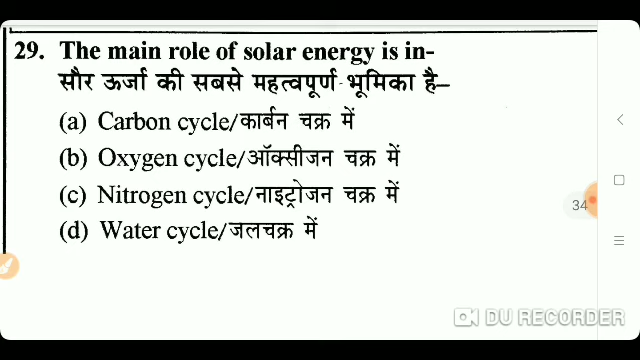 29. The main role of solar energy is in-
सौर ऊर्जा की सबसे महत्वपूर्ण भूमिका है–
(a) Carbon cycle/कार्बन चक्र में
(b) Oxygen cycle/ऑक्सीजन चक्र में
(c) Nitrogen cycle/नाइट्रोजन चक्र में
(d) Water cycle/जलचक्र में
34
DU RECORDER